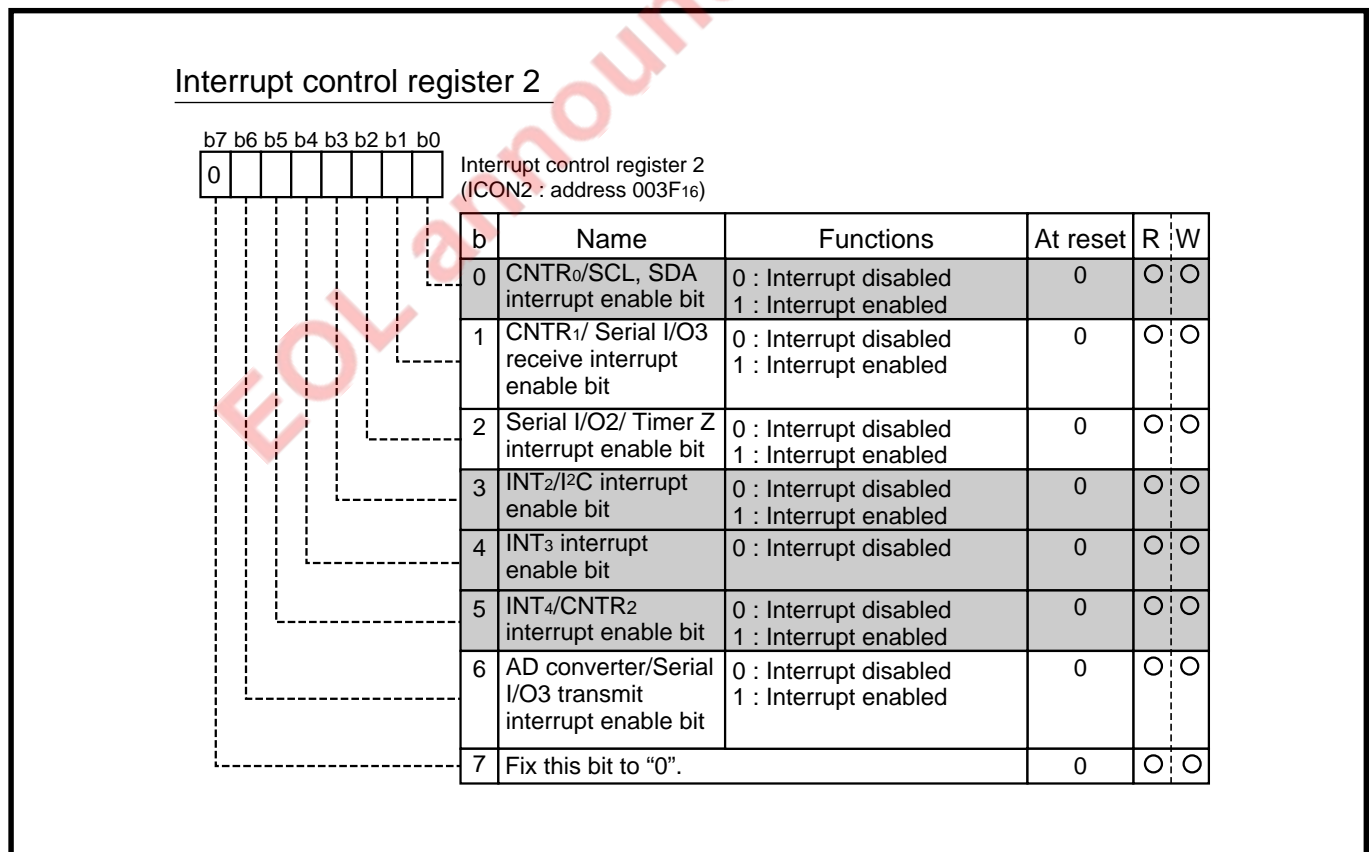 Interrupt control register 2
b7 b6 b5 b4 b3 b2 b1 b0
0
Interrupt control register 2
(ICON2 : address 003F16)
b Name Functions At reset R W
0 CNTR0/SCL, SDA interrupt enable bit 0 : Interrupt disabled 1 : Interrupt enabled 0 O O
1 CNTR1/ Serial I/O3 receive interrupt enable bit 0 : Interrupt disabled 1 : Interrupt enabled 0 O O
2 Serial I/O2/ Timer Z interrupt enable bit 0 : Interrupt disabled 1 : Interrupt enabled 0 O O
3 INT2/I2C interrupt enable bit 0 : Interrupt disabled 1 : Interrupt enabled 0 O O
4 INT3 interrupt enable bit 0 : Interrupt disabled 0 O O
5 INT4/CNTR2 interrupt enable bit 0 : Interrupt disabled 1 : Interrupt enabled 0 O O
6 AD converter/Serial I/O3 transmit interrupt enable bit 0 : Interrupt disabled 1 : Interrupt enabled 0 O O
7 Fix this bit to “0”. 0 O O
EOL